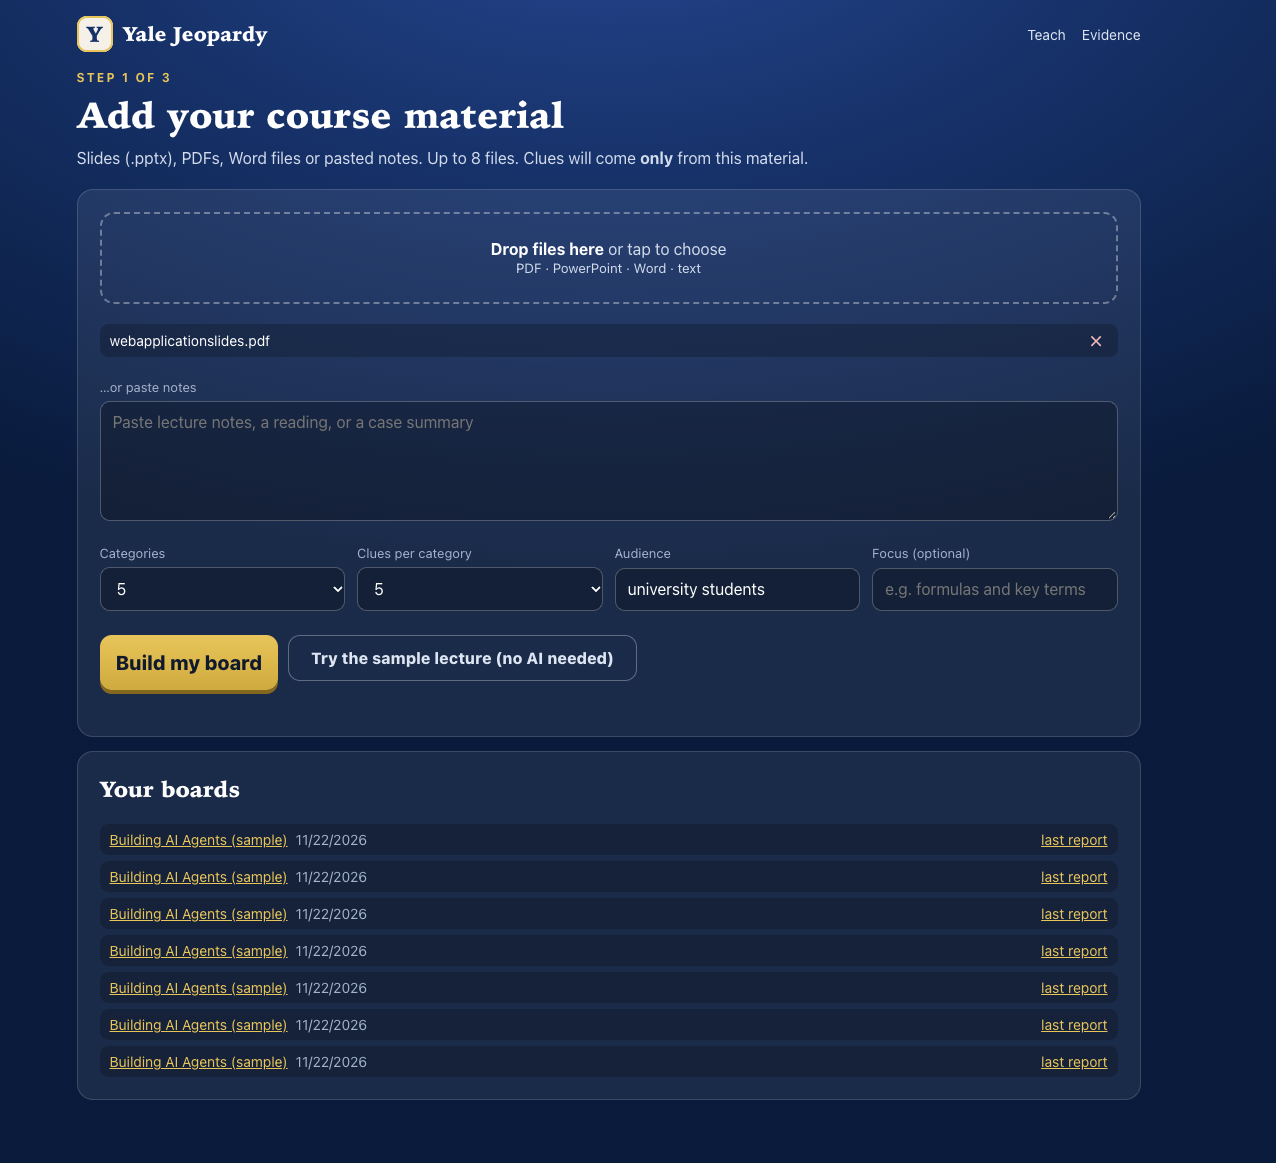 Y Yale Jeopardy
Teach Evidence
STEP 1 OF 3
Add your course material
Slides (.pptx), PDFs, Word files or pasted notes. Up to 8 files. Clues will come only from this material.
Drop files here or tap to choose
PDF · PowerPoint · Word · text
webapplicationslides.pdf ×
...or paste notes
Paste lecture notes, a reading, or a case summary
Categories Clues per category Audience Focus (optional)
5 5 university students e.g. formulas and key terms
Build my board Try the sample lecture (no AI needed)
Your boards
Building AI Agents (sample) 11/22/2026 last report
Building AI Agents (sample) 11/22/2026 last report
Building AI Agents (sample) 11/22/2026 last report
Building AI Agents (sample) 11/22/2026 last report
Building AI Agents (sample) 11/22/2026 last report
Building AI Agents (sample) 11/22/2026 last report
Building AI Agents (sample) 11/22/2026 last report